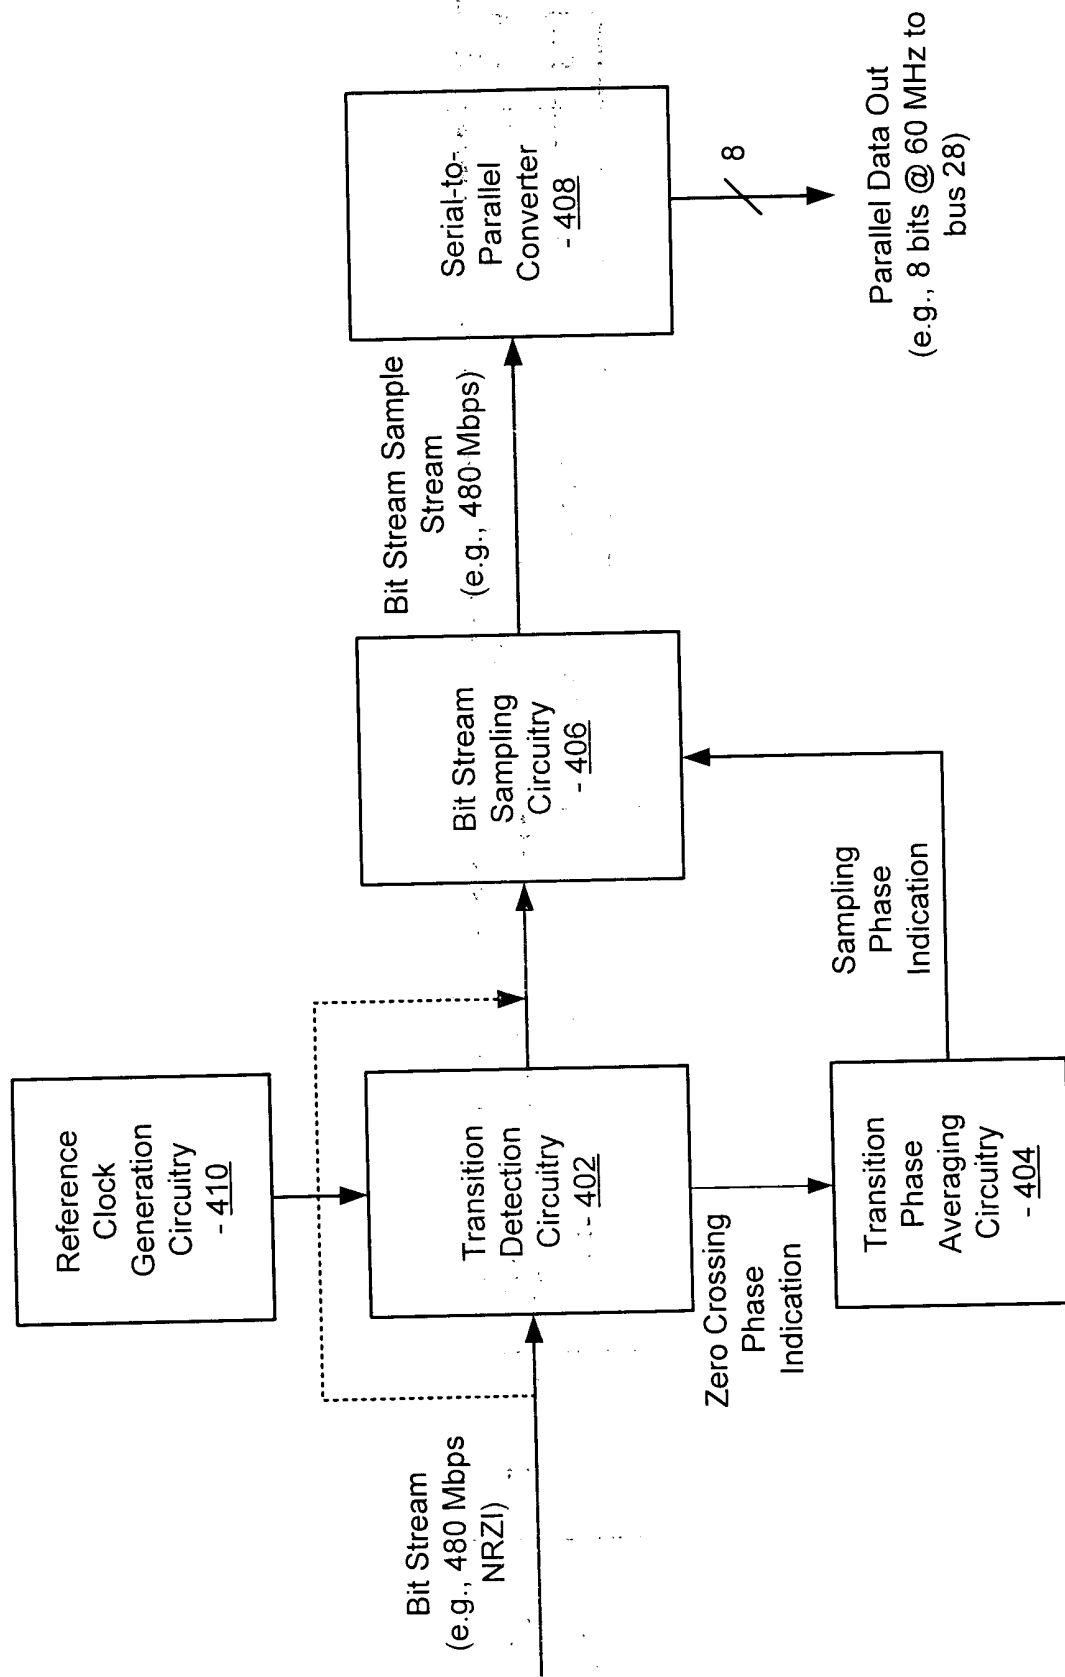 Reference
Clock
Generation
Circuitry
- 410
Bit Stream
(e.g., 480 Mbps
NRZI)
Transition
Detection
Circuitry
- 402
Zero Crossing
Phase
Indication
Transition
Phase
Averaging
Circuitry
- 404
Sampling
Phase
Indication
Bit Stream
Sampling
Circuitry
- 406
Bit Stream Sample
Stream
(e.g., 480 Mbps)
Serial-to-
Parallel
Converter
- 408
8
Parallel Data Out
(e.g., 8 bits @ 60 MHz to
bus 28)